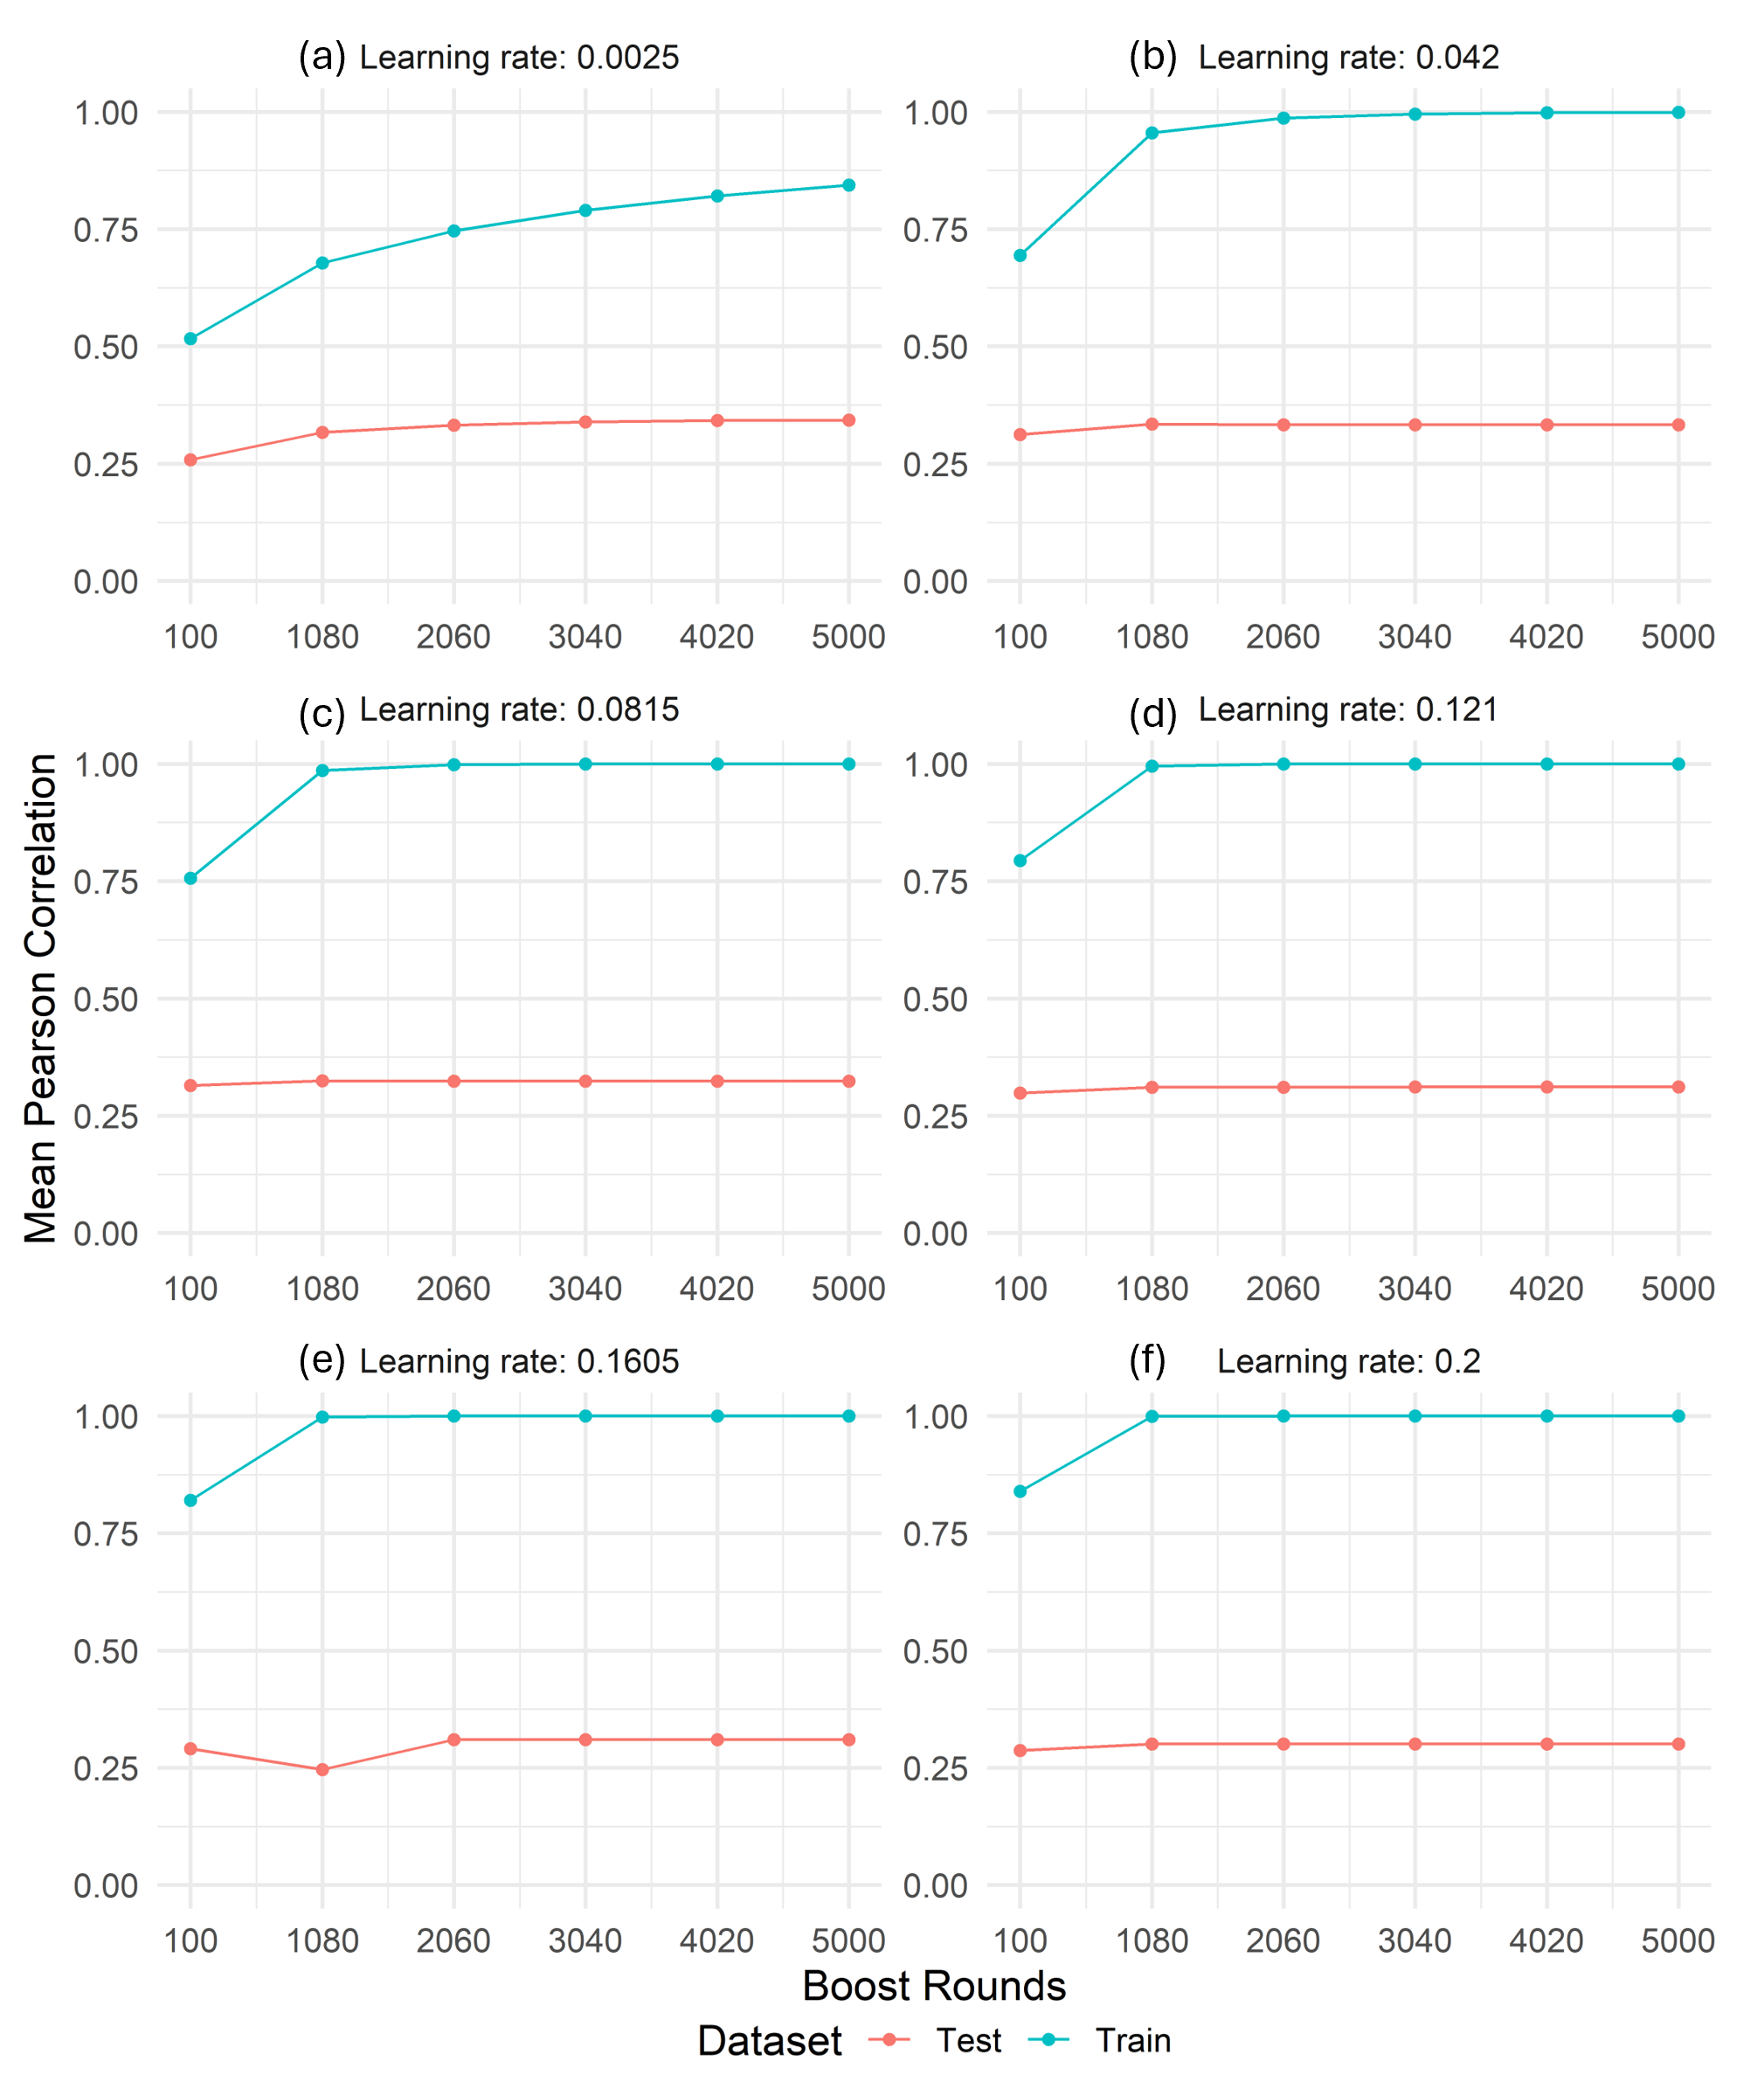 (a) Learning rate: 0.0025
(b) Learning rate: 0.042
1.00
0.75
0.50
0.25
0.00
100 1080 2060 3040 4020 5000
1.00
0.75
0.50
0.25
0.00
100 1080 2060 3040 4020 5000
Mean Pearson Correlation
(c) Learning rate: 0.0815
(d) Learning rate: 0.121
1.00
0.75
0.50
0.25
0.00
100 1080 2060 3040 4020 5000
1.00
0.75
0.50
0.25
0.00
100 1080 2060 3040 4020 5000
(e) Learning rate: 0.1605
(f) Learning rate: 0.2
1.00
0.75
0.50
0.25
0.00
100 1080 2060 3040 4020 5000
1.00
0.75
0.50
0.25
0.00
100 1080 2060 3040 4020 5000
Boost Rounds
Dataset Test Train